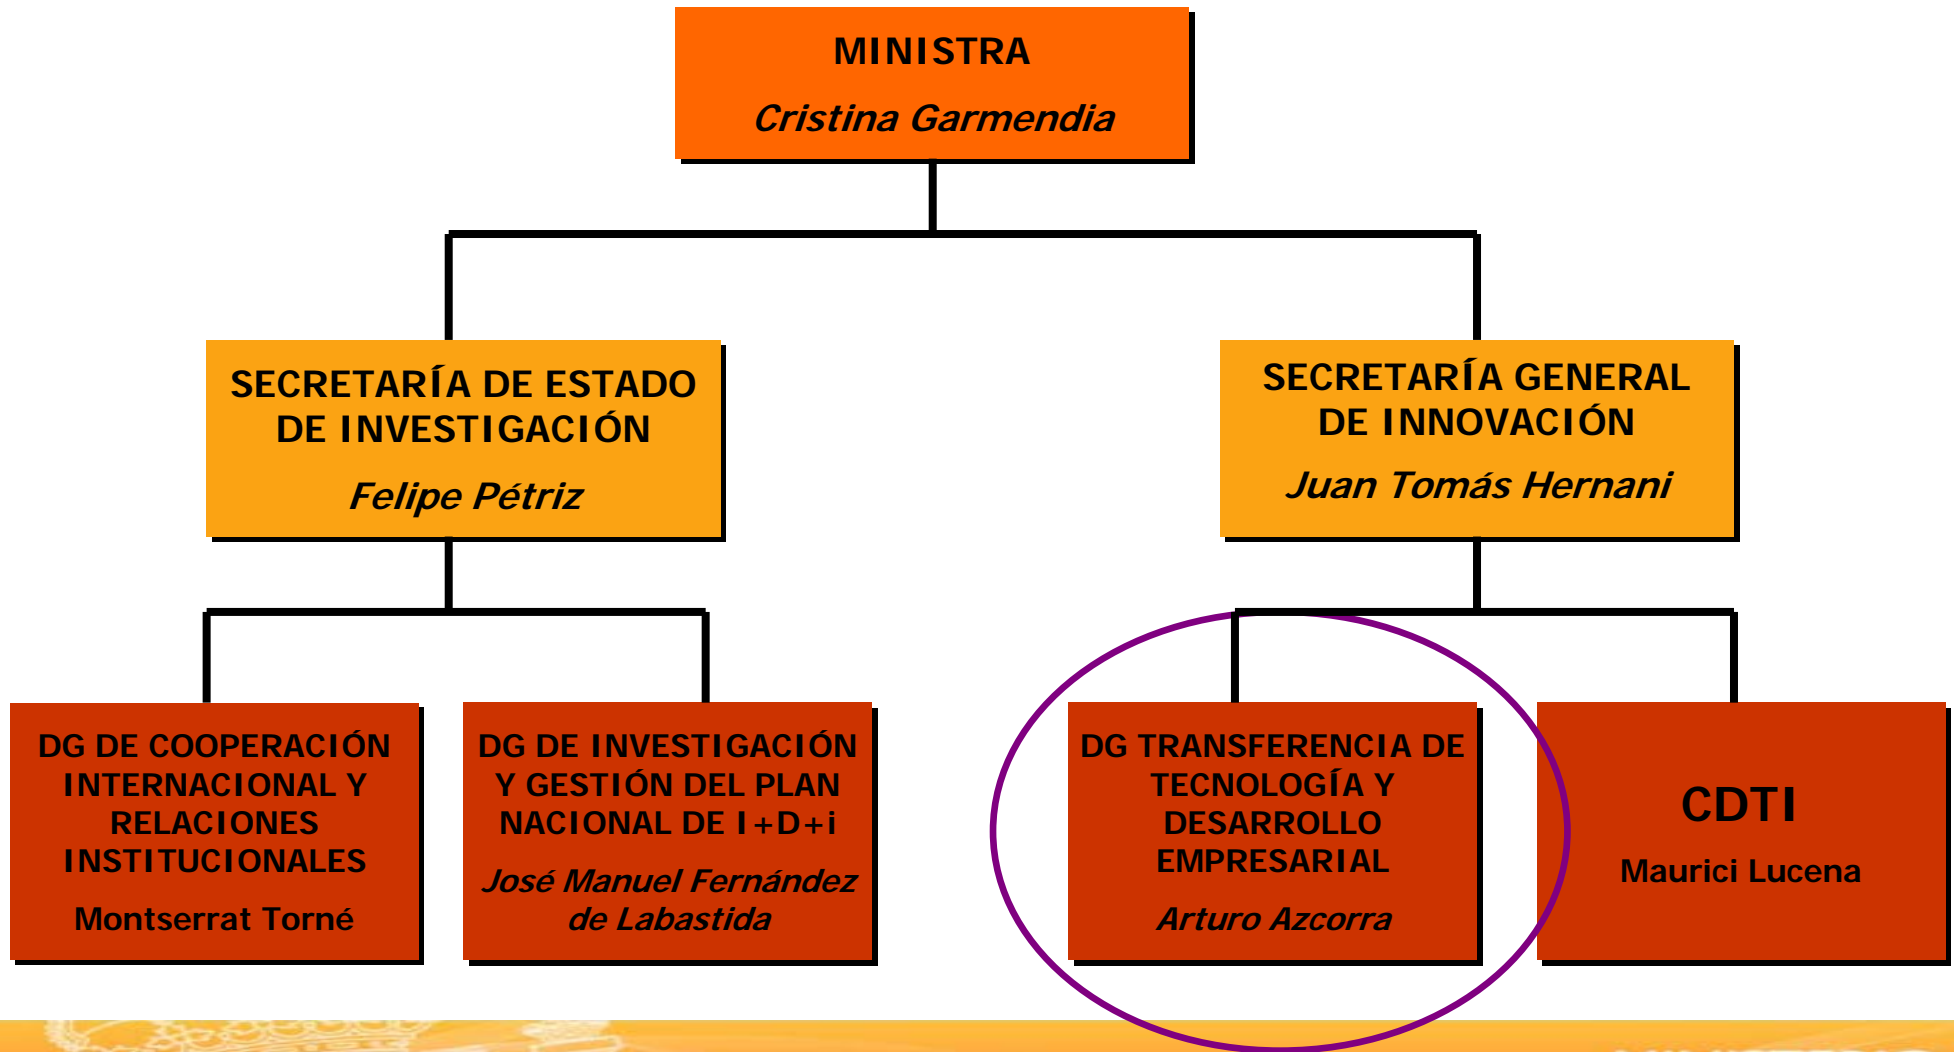 MINISTRA
Cristina Garmendia
SECRETARÍA DE ESTADO
DE INVESTIGACIÓN
Felipe Pétriz
SECRETARÍA GENERAL
DE INNOVACIÓN
Juan Tomás Hernani
DG DE COOPERACIÓN
INTERNACIONAL Y
RELACIONES
INSTITUCIONALES
Montserrat Torné
DG DE INVESTIGACIÓN
Y GESTIÓN DEL PLAN
NACIONAL DE I+D+i
José Manuel Fernández
de Labastida
DG TRANSFERENCIA DE
TECNOLOGÍA Y
DESARROLLO
EMPRESARIAL
Arturo Azcorra
CDTI
Maurici Lucena